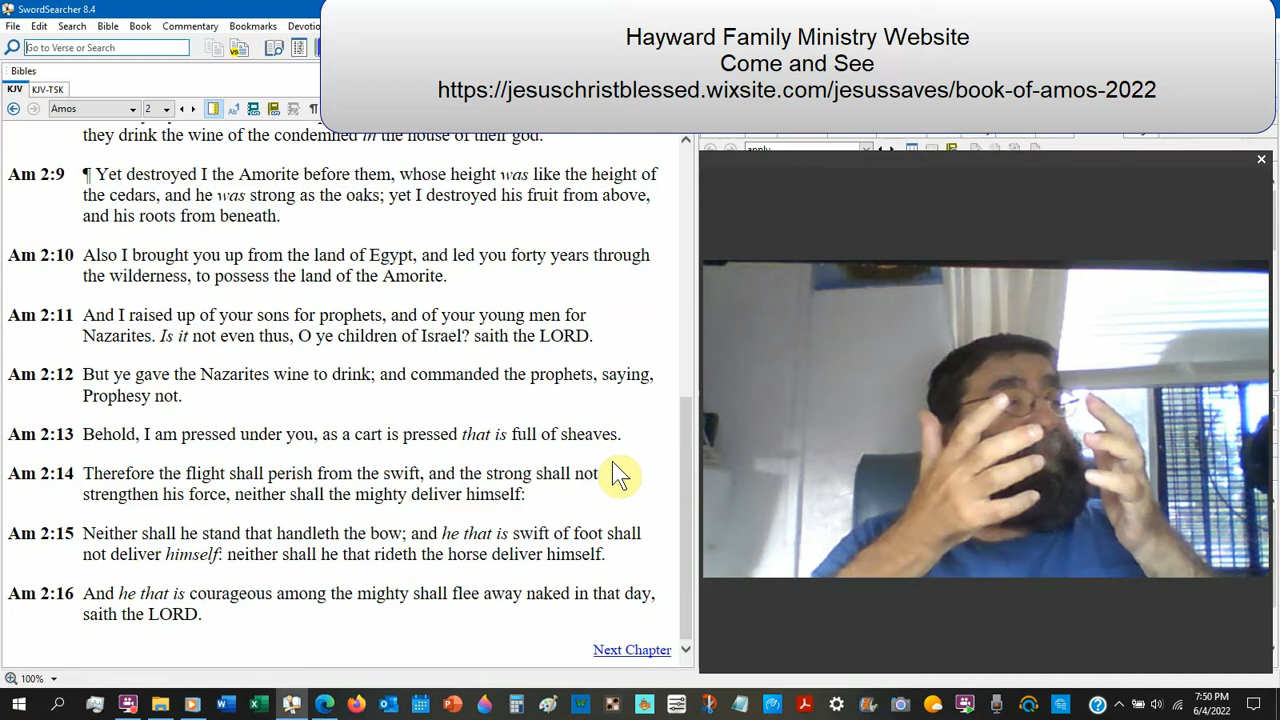 SwordSearcher 8.4
File Edit Search Bible Book Commentary Bookmarks Devotio
Hayward Family Ministry Website
Come and See
https://jesuschristblessed.wixsite.com/jesussaves/book-of-amos-2022
Go to Verse or Search
Bibles
KJV KJV-TSK
Amos 2
apply
they drink the wine of the condemned in the house of their god.
Am 2:9 ¶ Yet destroyed I the Amorite before them, whose height was like the height of
the cedars, and he was strong as the oaks; yet I destroyed his fruit from above,
and his roots from beneath.
Am 2:10 Also I brought you up from the land of Egypt, and led you forty years through
the wilderness, to possess the land of the Amorite.
Am 2:11 And I raised up of your sons for prophets, and of your young men for
Nazarites. Is it not even thus, O ye children of Israel? saith the LORD.
Am 2:12 But ye gave the Nazarites wine to drink; and commanded the prophets, saying,
Prophesy not.
Am 2:13 Behold, I am pressed under you, as a cart is pressed that is full of sheaves.
Am 2:14 Therefore the flight shall perish from the swift, and the strong shall not
strengthen his force, neither shall the mighty deliver himself:
Am 2:15 Neither shall he stand that handleth the bow; and he that is swift of foot shall
not deliver himself: neither shall he that rideth the horse deliver himself.
Am 2:16 And he that is courageous among the mighty shall flee away naked in that day,
saith the LORD.
Next Chapter
100%
7:50 PM
6/4/2022